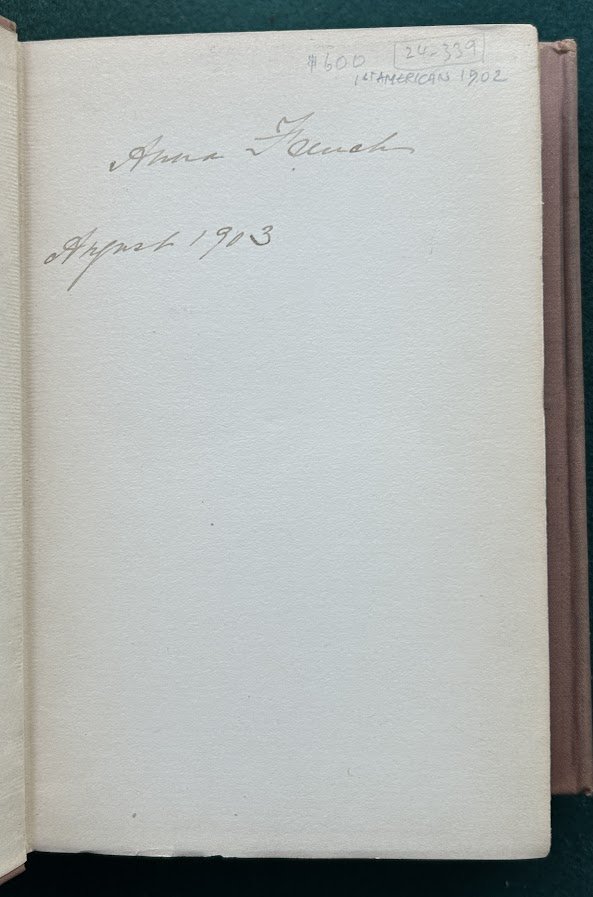 $600 24-339
1ST AMERICAN 1902
Anna French
August 1903